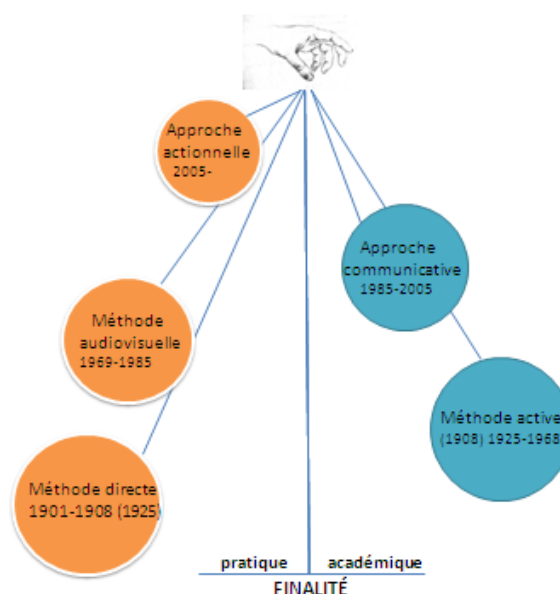 Approche
actionnelle
2005-
Approche
communicative
1985-2005
Méthode
audiovisuelle
1969-1985
Méthode active
(1908) 1925-1968
Méthode directe
1901-1908 (1925)
pratique académique
FINALITÉ